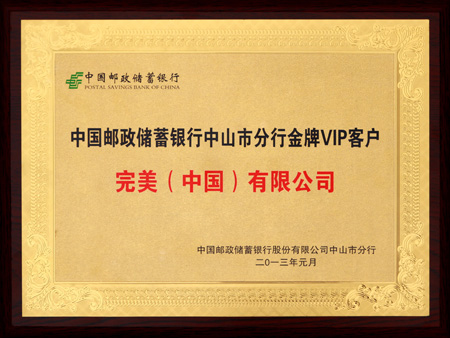 中国邮政储蓄银行
POSTAL SAVINGS BANK OF CHINA
中国邮政储蓄银行中山市分行金牌VIP客户
完美（中国）有限公司
中国邮政储蓄银行股份有限公司中山市分行
二〇一三年元月